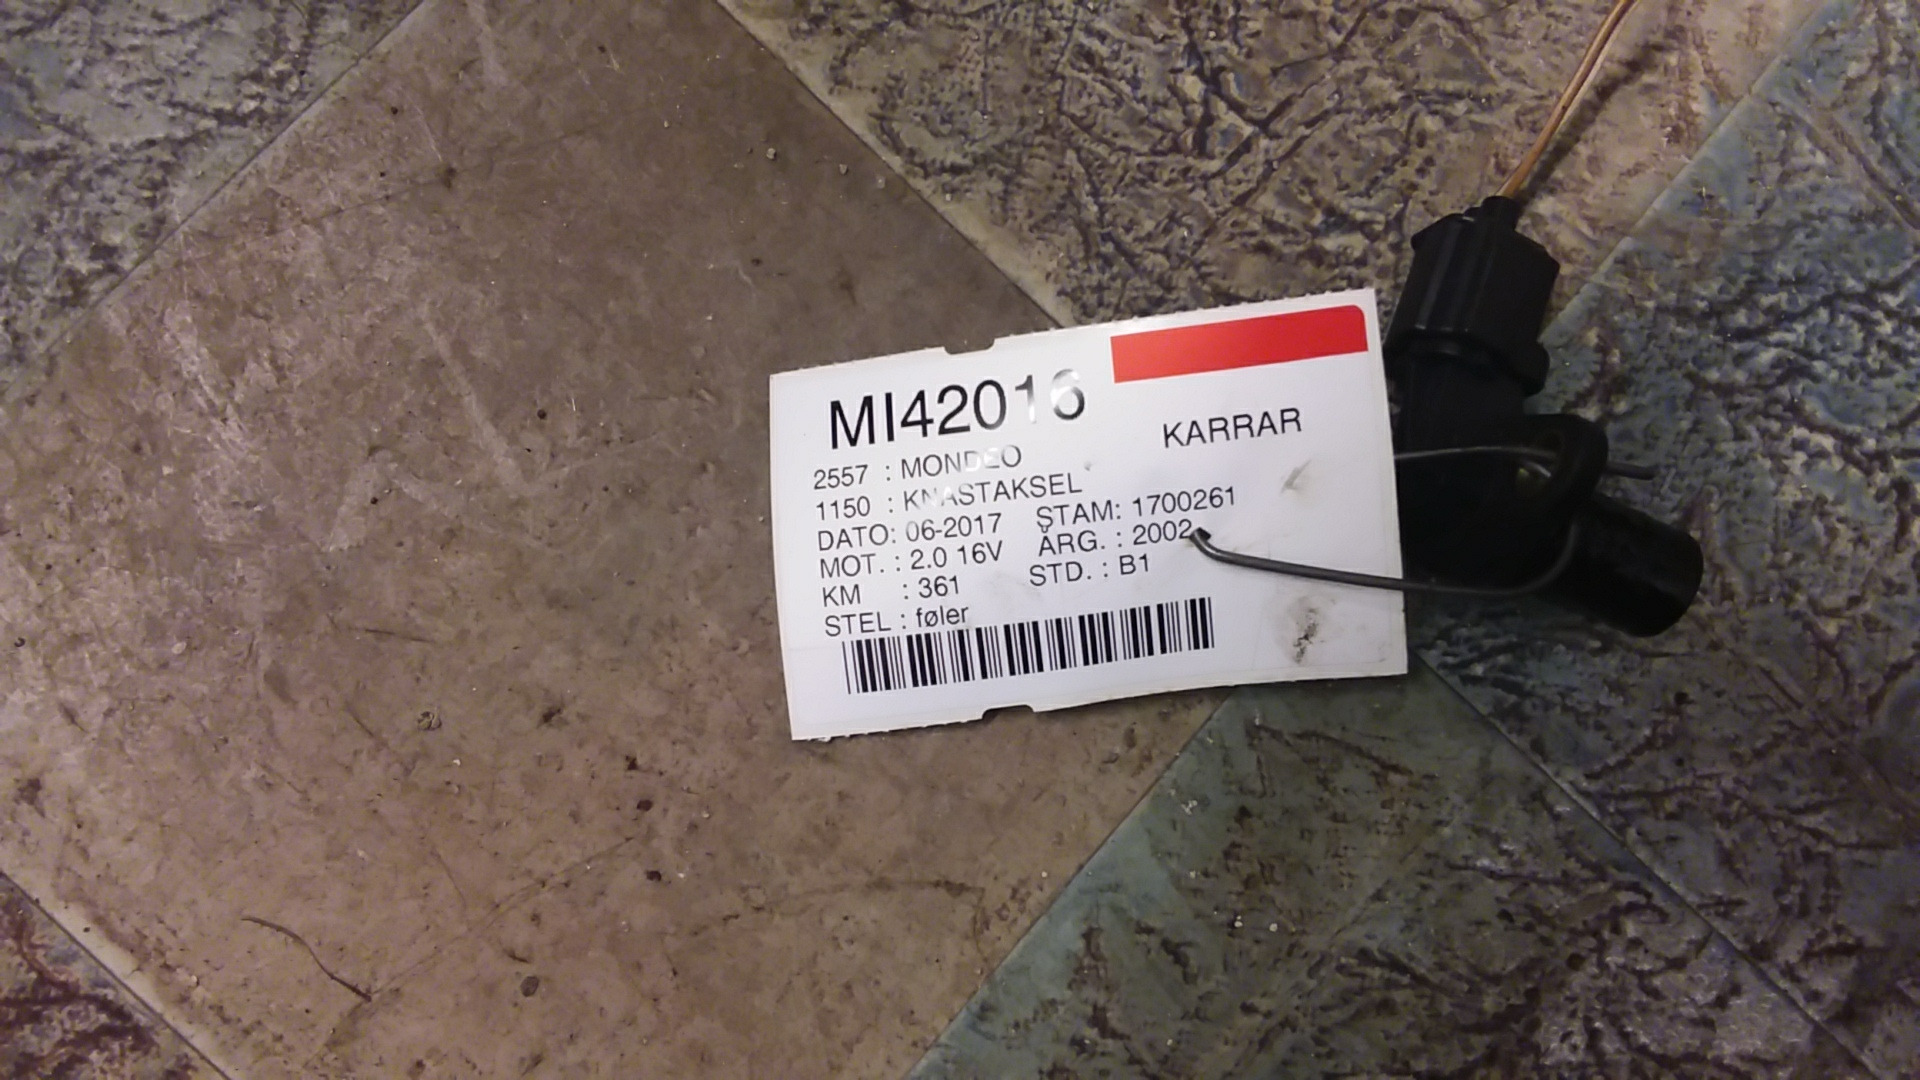 MI42016
KARRAR
2557 : MONDEO
1150 : KNASTAKSEL
DATO: 06-2017 STAM: 1700261
MOT. : 2.0 16V ÅRG. : 2002
KM : 361 STD. : B1
STEL : føler